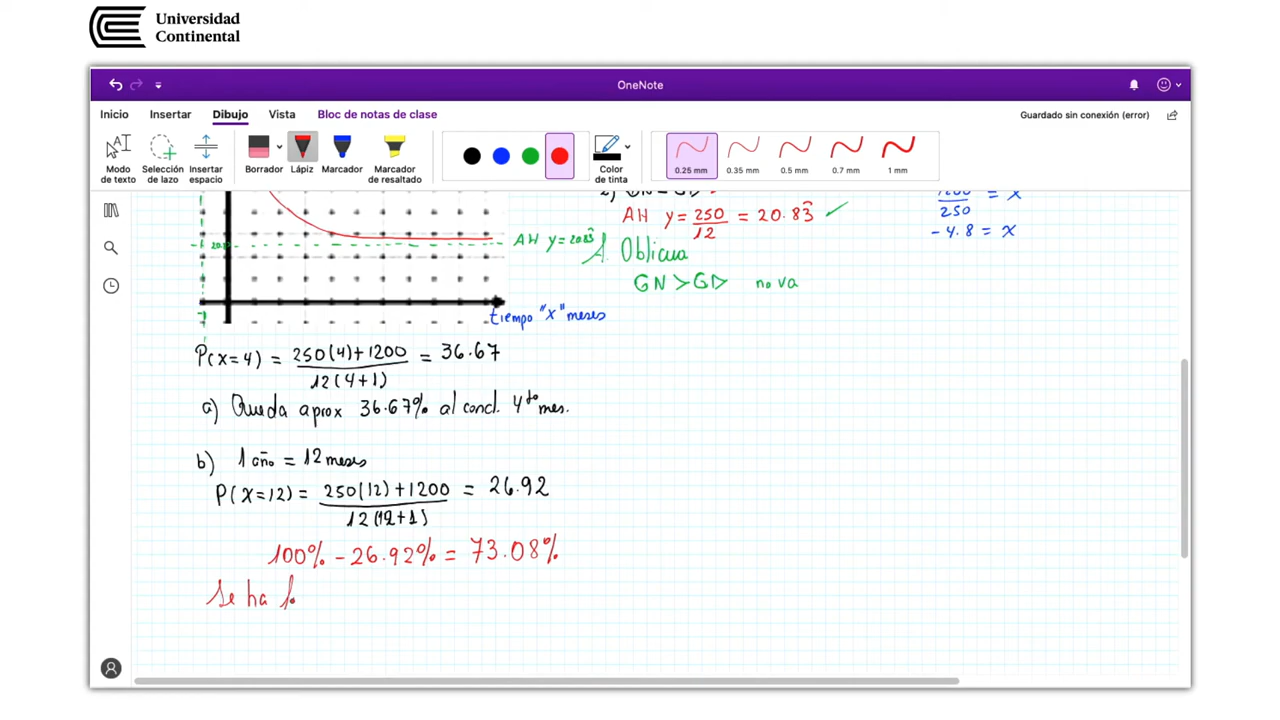 Universidad
Continental
OneNote
Inicio
Insertar
Dibujo
Vista
Bloc de notas de clase
Guardado sin conexión (error)
Modo de texto
Selección de lazo
Insertar espacio
Borrador
Lápiz
Marcador
Marcador de resaltado
Color de tinta
0.25 mm
0.35 mm
0.5 mm
0.7 mm
1 mm
AH y = 250/12 = 20.83̂ ✓
1200/250 = x
-4.8 = x
AH y=20.83̂
A. Oblicua
GN > GD no va
-1
tiempo "x" meses
P(x=4) = (250(4)+1200)/(12(4+1)) = 36.67
a) Queda aprox 36.67% al concl. 4to mes.
b) 1 año = 12 meses
P(x=12) = (250(12)+1200)/(12(12+1)) = 26.92
100% - 26.92% = 73.08%
Se ha